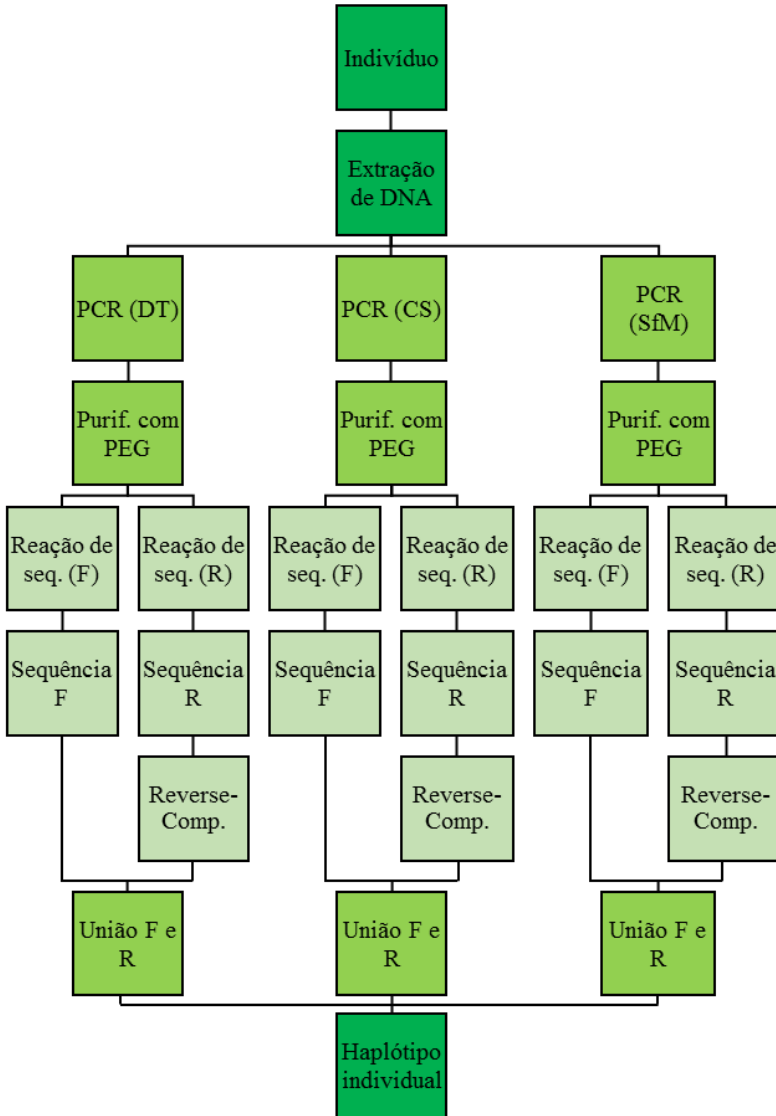 Indivíduo
Extração
de DNA
PCR (DT)
PCR (CS)
PCR
(SfM)
Purif. com
PEG
Purif. com
PEG
Purif. com
PEG
Reação de
seq. (F)
Reação de
seq. (R)
Reação de
seq. (F)
Reação de
seq. (R)
Reação de
seq. (F)
Reação de
seq. (R)
Sequência
F
Sequência
R
Sequência
F
Sequência
R
Sequência
F
Sequência
R
Reverse-
Comp.
Reverse-
Comp.
Reverse-
Comp.
União F e
R
União F e
R
União F e
R
Haplótipo
individual